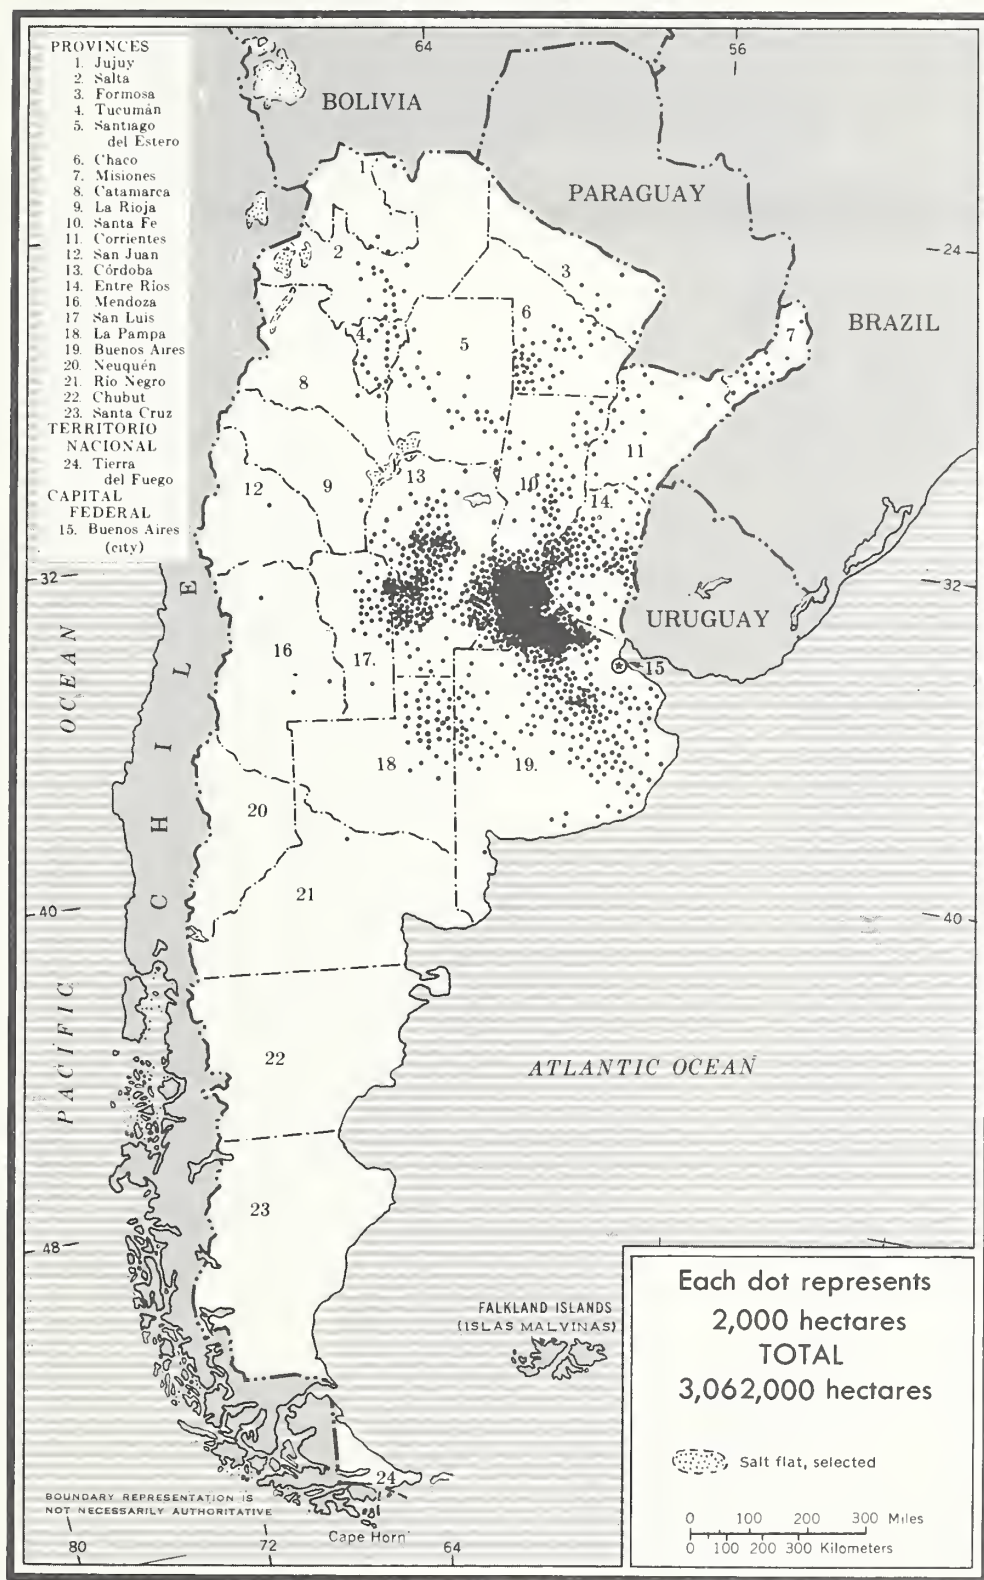 PROVINCES
1. Jujuy
2. Salta
3. Formosa
4. Tucumán
5. Santiago
del Estero
6. Chaco
7. Misiones
8. Catamarca
9. La Rioja
10. Santa Fe
11. Corrientes
12. San Juan
13. Córdoba
14. Entre Ríos
16. Mendoza
17. San Luis
18. La Pampa
19. Buenos Aires
20. Neuquén
21. Río Negro
22. Chubut
23. Santa Cruz
TERRITORIO
NACIONAL
24. Tierra
del Fuego
CAPITAL
FEDERAL
15. Buenos Aires
(city)
64
56
BOLIVIA
PARAGUAY
BRAZIL
URUGUAY
CHILE
24
1
2
3
4
5
6
7
8
9
10
11
12
13
14.
32
32
16
17.
15
18
19.
20
21
40
40
22
23
48
24
PACIFIC OCEAN
ATLANTIC OCEAN
FALKLAND ISLANDS
(ISLAS MALVINAS)
Cape Horn
BOUNDARY REPRESENTATION IS
NOT NECESSARILY AUTHORITATIVE
80
72
64
Each dot represents
2,000 hectares
TOTAL
3,062,000 hectares
Salt flat, selected
0 100 200 300 Miles
0 100 200 300 Kilometers